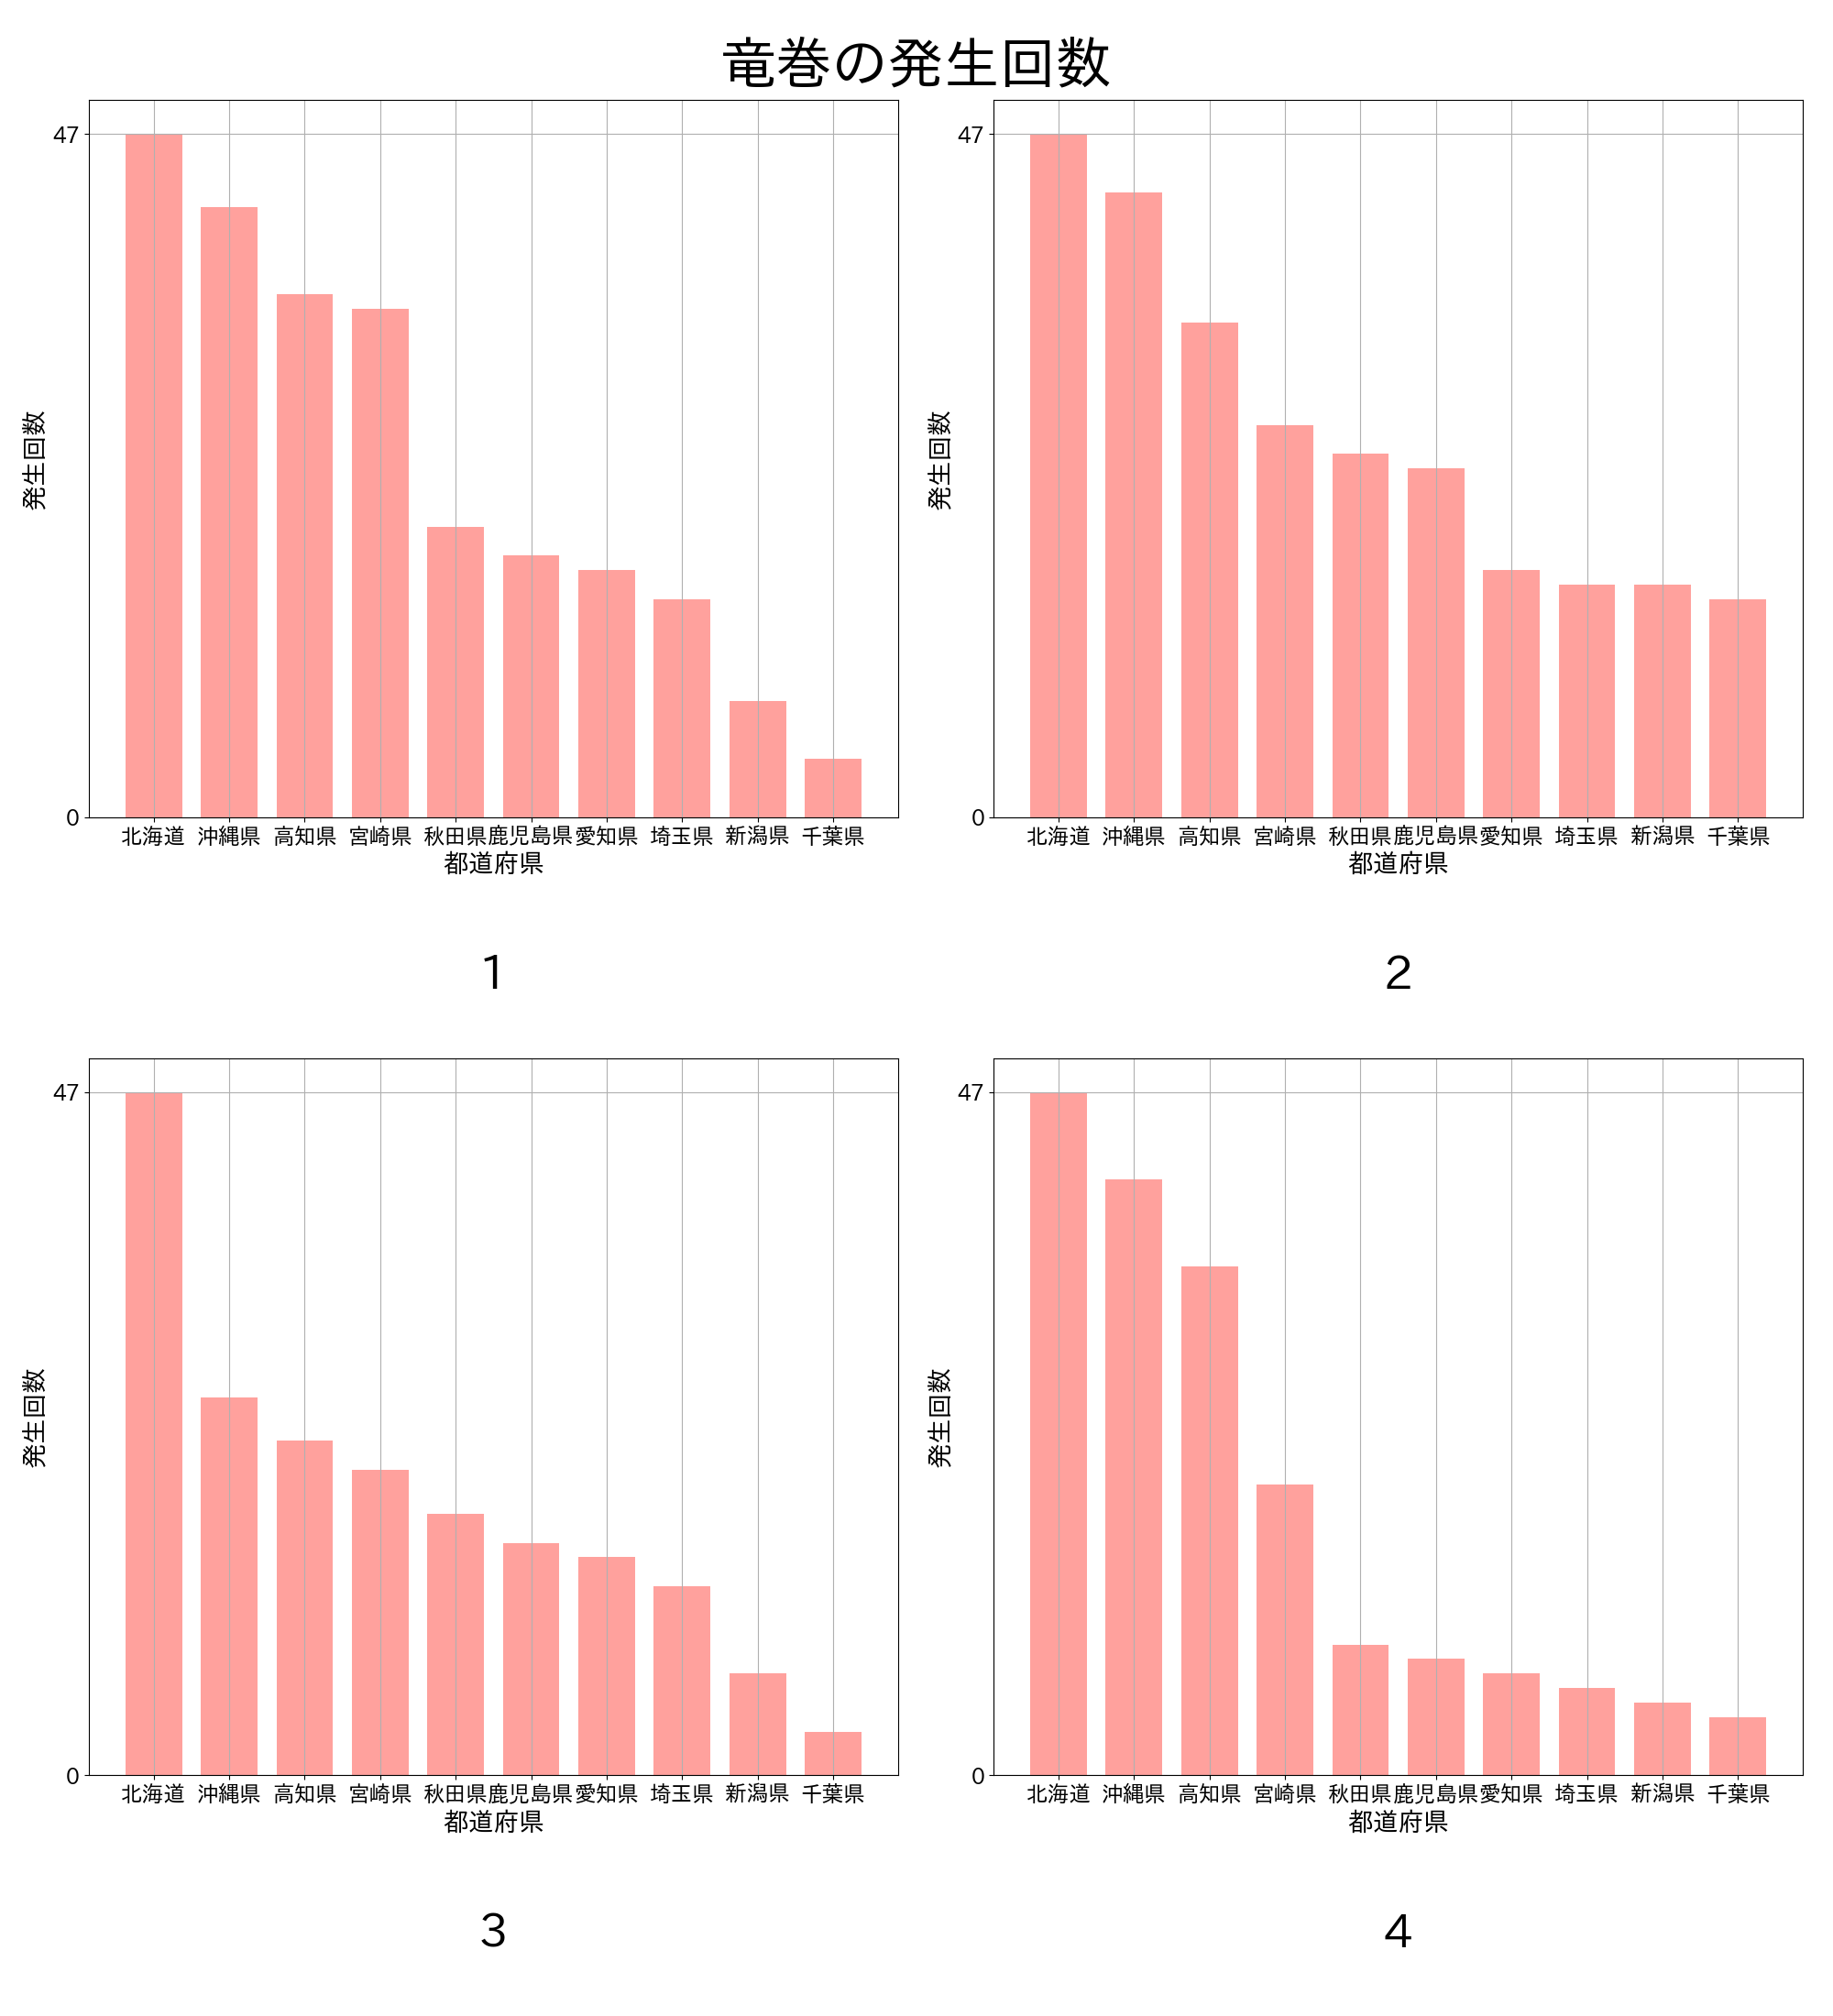 竜巻の発生回数
47
0
発生回数
北海道 沖縄県 高知県 宮崎県 秋田県 鹿児島県 愛知県 埼玉県 新潟県 千葉県
都道府県
1
47
0
発生回数
北海道 沖縄県 高知県 宮崎県 秋田県 鹿児島県 愛知県 埼玉県 新潟県 千葉県
都道府県
2
47
0
発生回数
北海道 沖縄県 高知県 宮崎県 秋田県 鹿児島県 愛知県 埼玉県 新潟県 千葉県
都道府県
3
47
0
発生回数
北海道 沖縄県 高知県 宮崎県 秋田県 鹿児島県 愛知県 埼玉県 新潟県 千葉県
都道府県
4